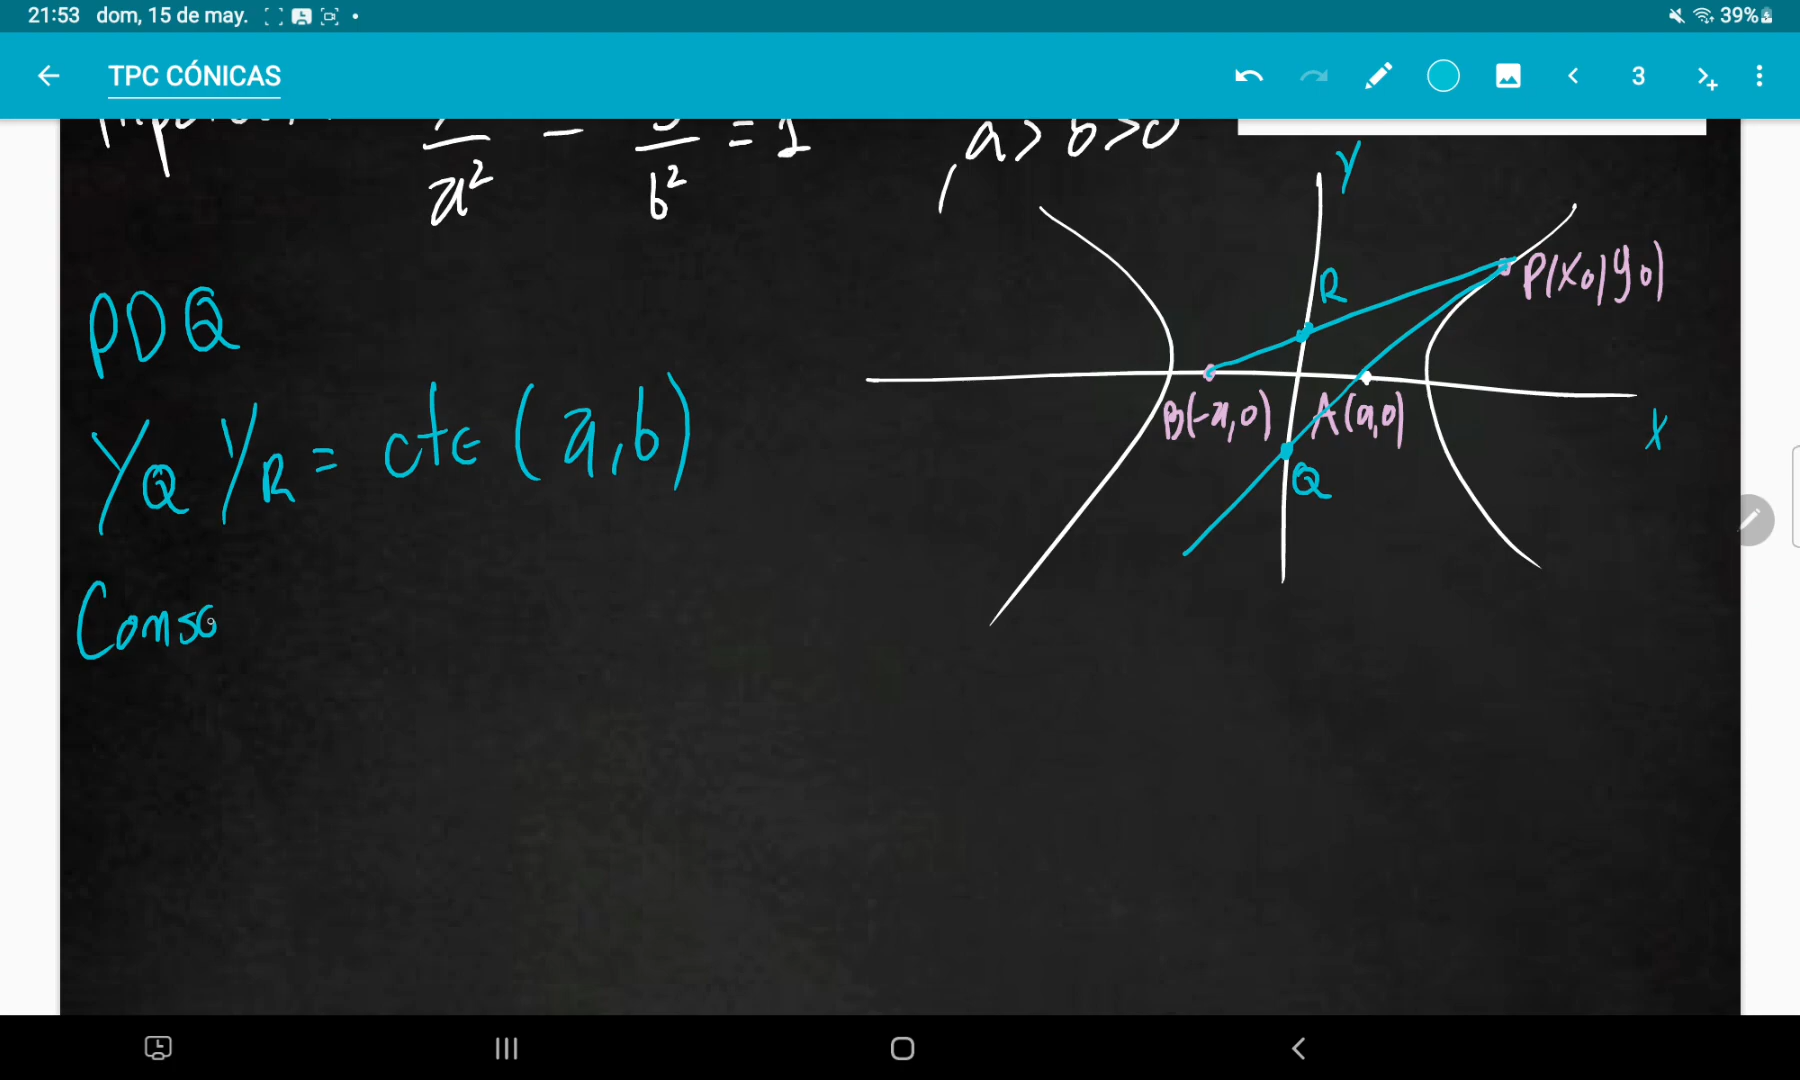 21:53 dom, 15 de may. 39%
TPC CÓNICAS
3
a² - b² = 1 , a > b > 0
Y
R
P(x₀, y₀)
PDQ
B(-a,0) A(a,0)
X
Y_Q Y_R = cte (a,b)
Q
Conse